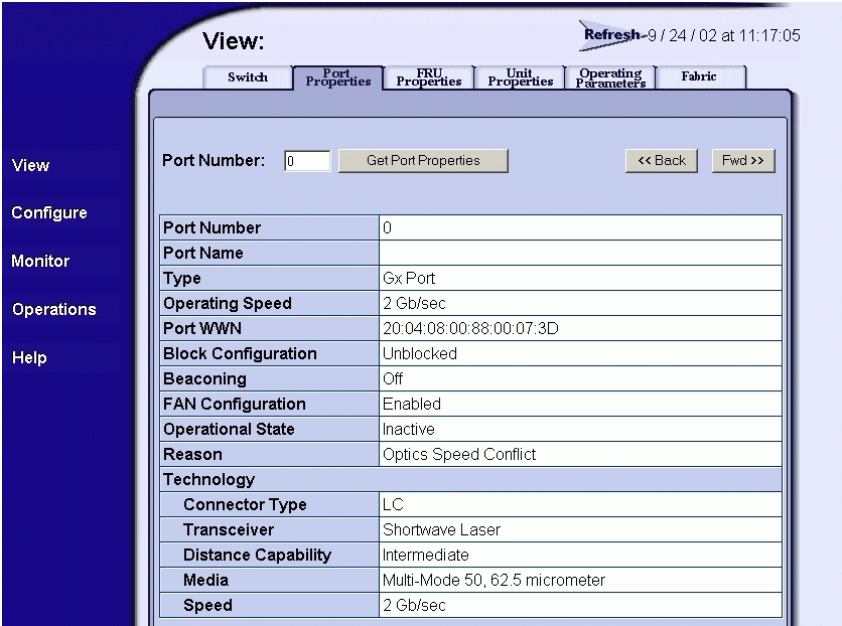 View:
Refresh-9 / 24 / 02 at 11:17:05
Switch
Port Properties
FRU Properties
Unit Properties
Operating Parameters
Fabric
View
Configure
Monitor
Operations
Help
Port Number: 0 Get Port Properties << Back Fwd >>
Port Number 0
Port Name
Type Gx Port
Operating Speed 2 Gb/sec
Port WWN 20:04:08:00:88:00:07:3D
Block Configuration Unblocked
Beaconing Off
FAN Configuration Enabled
Operational State Inactive
Reason Optics Speed Conflict
Technology
Connector Type LC
Transceiver Shortwave Laser
Distance Capability Intermediate
Media Multi-Mode 50, 62.5 micrometer
Speed 2 Gb/sec